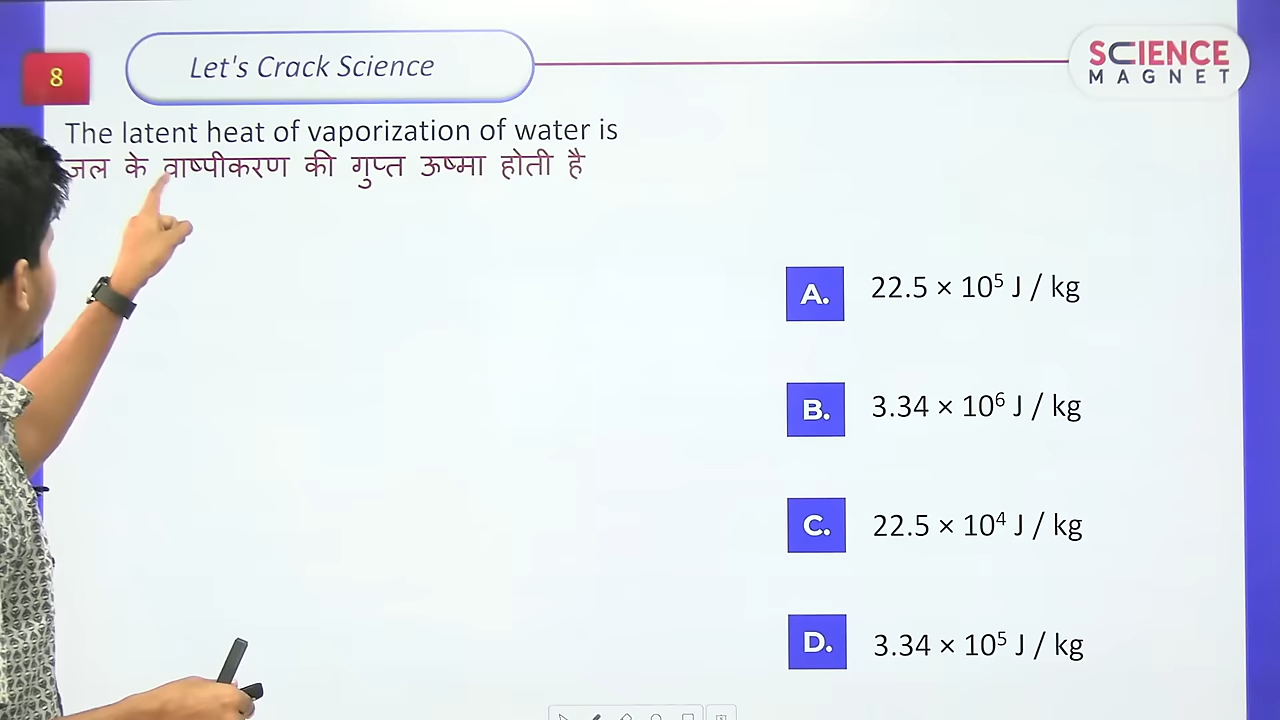 8
Let's Crack Science
SCIENCE
MAGNET
The latent heat of vaporization of water is
जल के वाष्पीकरण की गुप्त ऊष्मा होती है
A. 22.5 × 10⁵ J / kg
B. 3.34 × 10⁶ J / kg
C. 22.5 × 10⁴ J / kg
D. 3.34 × 10⁵ J / kg